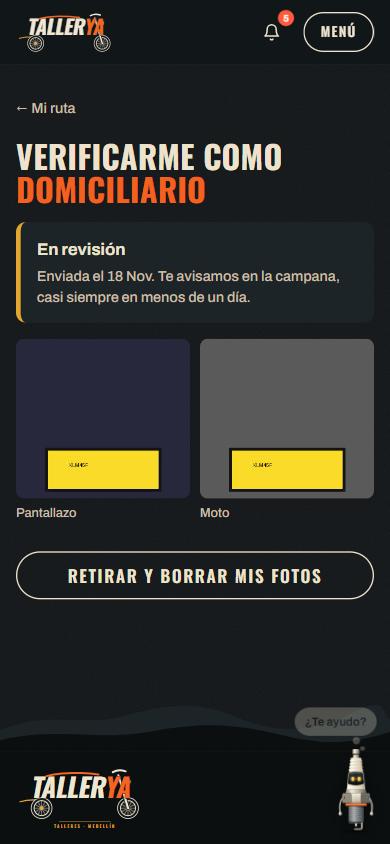 TALLERYA
5
MENÚ
← Mi ruta
VERIFICARME COMO
DOMICILIARIO
En revisión
Enviada el 18 Nov. Te avisamos en la campana,
casi siempre en menos de un día.
Pantallazo
Moto
RETIRAR Y BORRAR MIS FOTOS
¿Te ayudo?
TALLERYA
TALLERES · MEDELLÍN